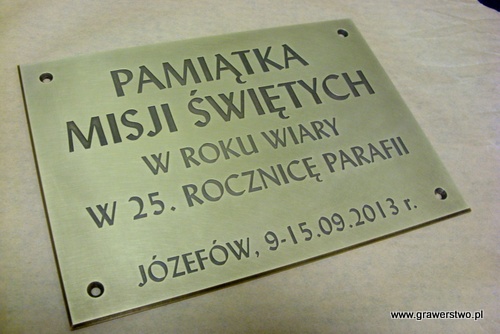 PAMIĄTKA
MISJI ŚWIĘTYCH
W ROKU WIARY
W 25. ROCZNICĘ PARAFII
JÓZEFÓW, 9-15.09.2013 r.
www.grawerstwo.pl